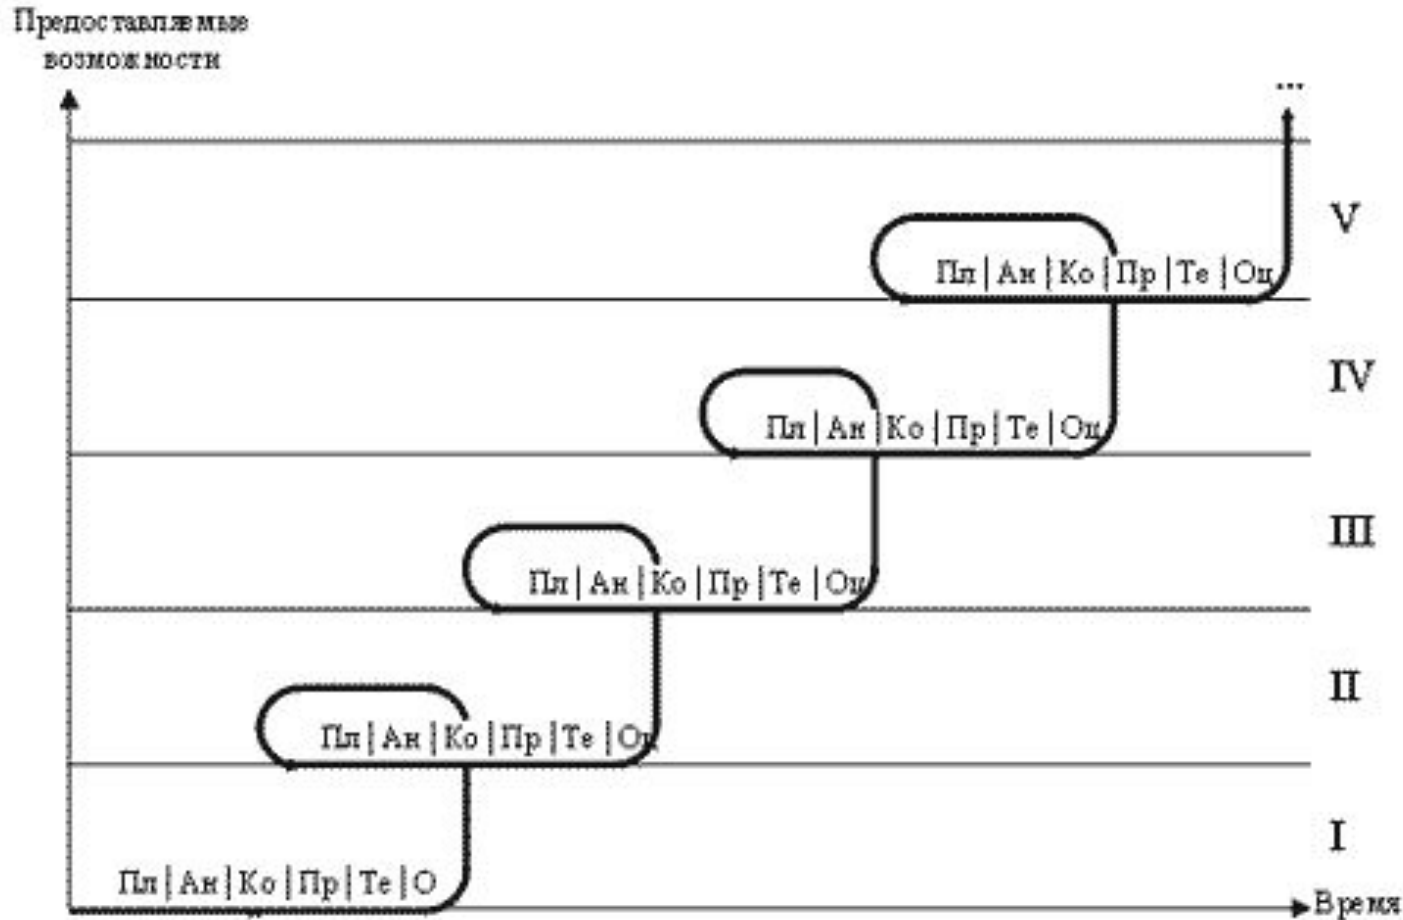 Предоставляемые
возможности
...
V
Пл|Ан|Ко|Пр|Те|Оц
IV
Пл|Ан|Ко|Пр|Те|Оц
III
Пл|Ан|Ко|Пр|Те|Оц
II
Пл|Ан|Ко|Пр|Те|Оц
I
Пл|Ан|Ко|Пр|Те|О
Время